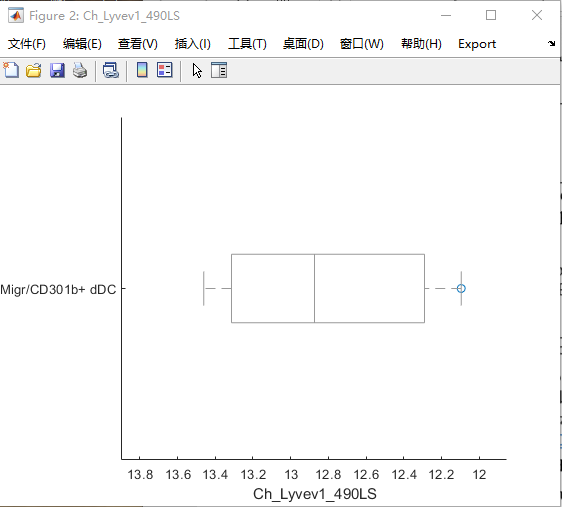 Figure 2: Ch_Lyvev1_490LS
文件(F) 编辑(E) 查看(V) 插入(I) 工具(T) 桌面(D) 窗口(W) 帮助(H) Export
Migr/CD301b+ dDC
13.8 13.6 13.4 13.2 13 12.8 12.6 12.4 12.2 12
Ch_Lyvev1_490LS